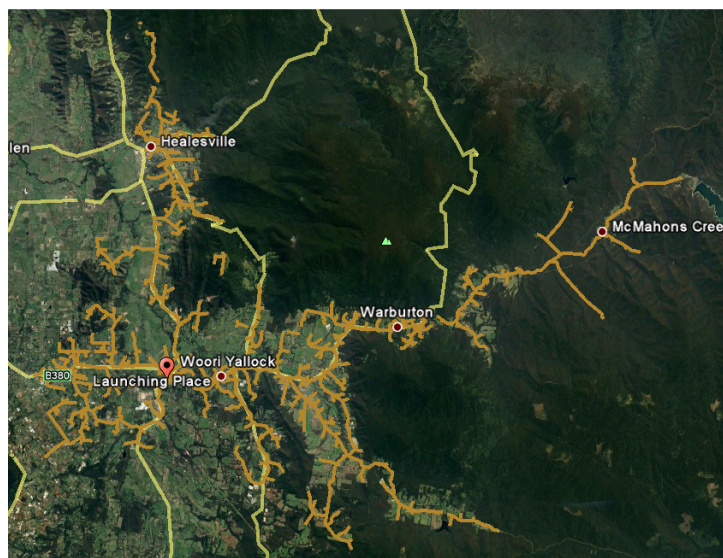 Healesville
len
McMahons Cree
Warburton
Woori Yallock
B380
Launching Place